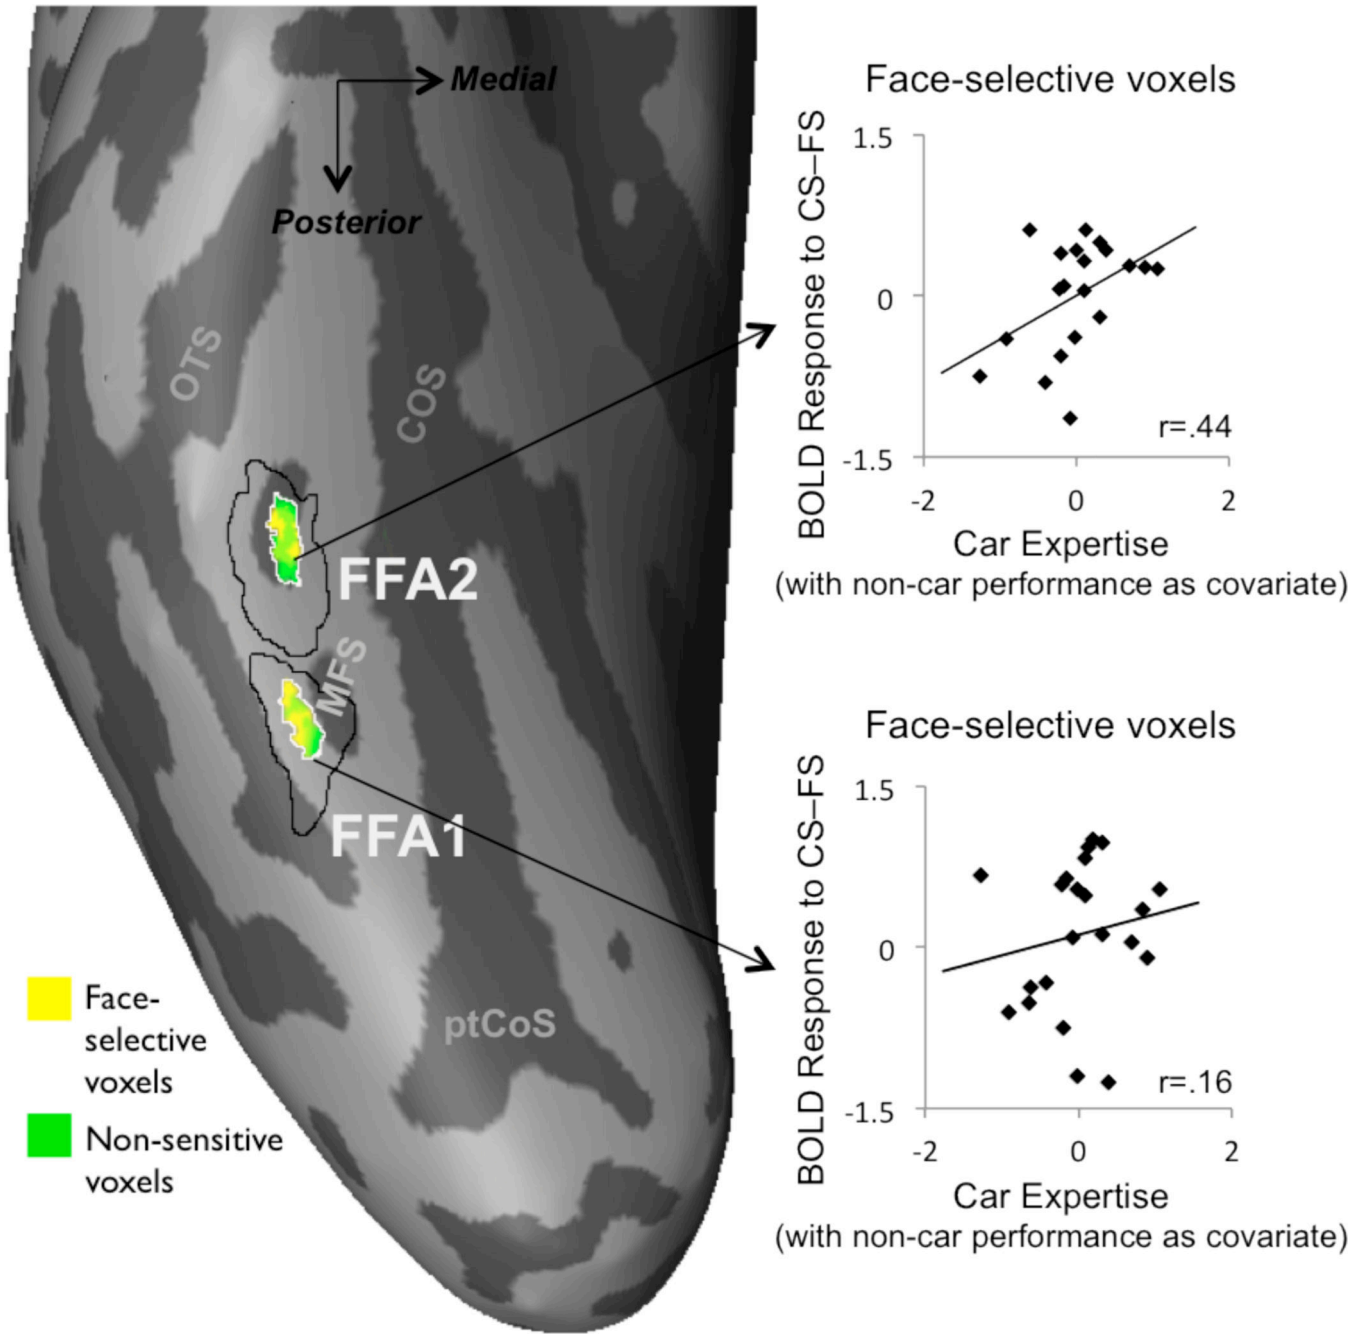 Medial
Posterior
OTS
COS
FFA2
MFS
FFA1
ptCoS
Face-
selective
voxels
Non-sensitive
voxels
Face-selective voxels
BOLD Response to CS–FS
1.5
0
-1.5
r=.44
-2 0 2
Car Expertise
(with non-car performance as covariate)
Face-selective voxels
BOLD Response to CS–FS
1.5
0
-1.5
r=.16
-2 0 2
Car Expertise
(with non-car performance as covariate)